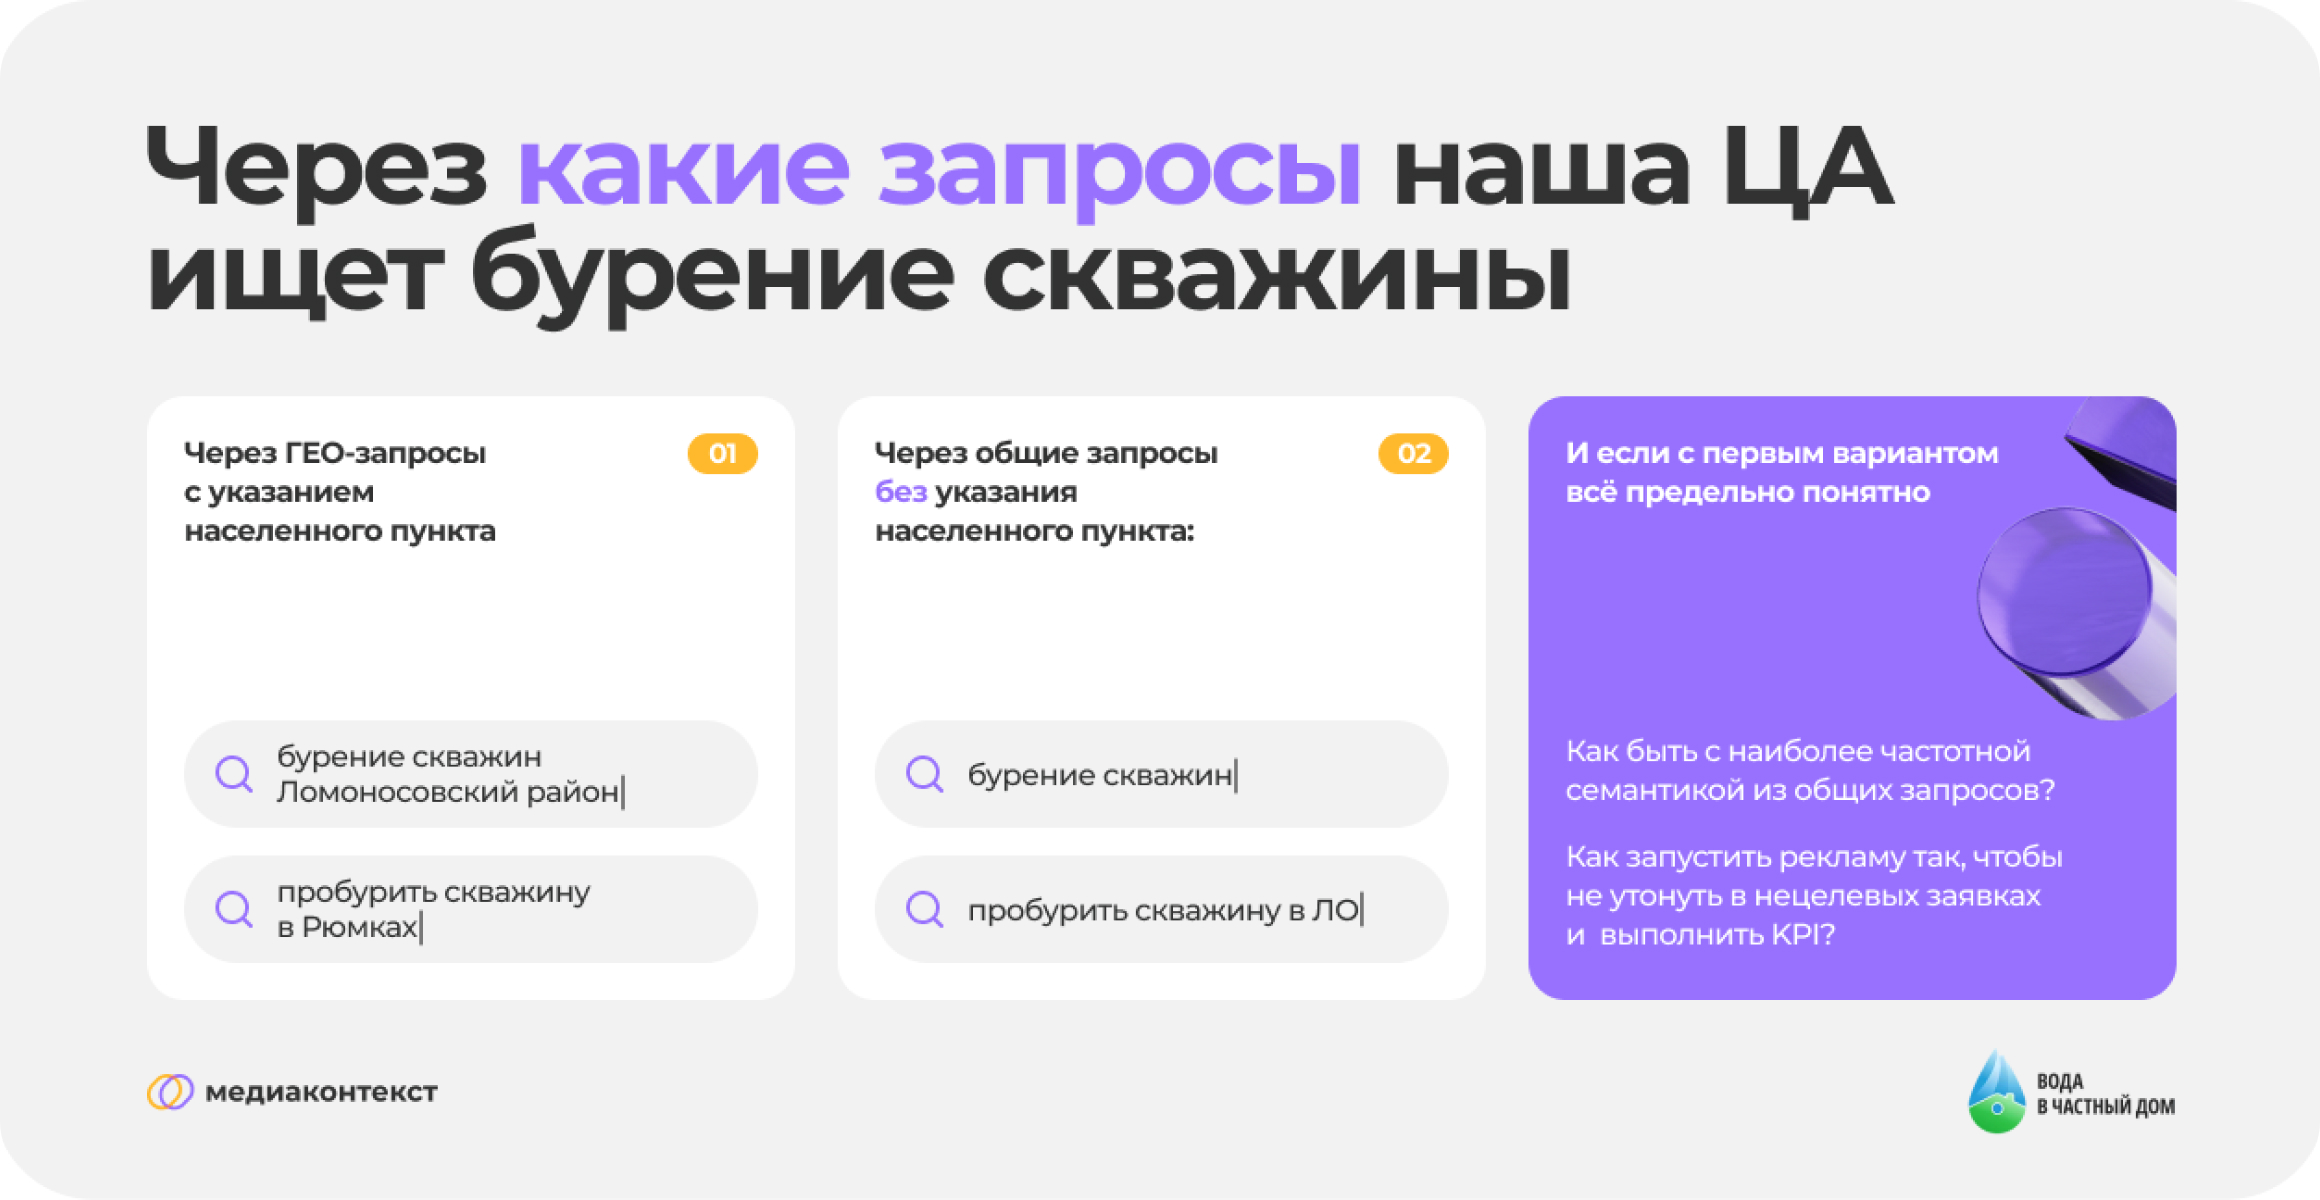 Через какие запросы наша ЦА
ищет бурение скважины
Через ГЕО-запросы
с указанием
населенного пункта
01
бурение скважин
Ломоносовский район
пробурить скважину
в Рюмках
Через общие запросы
без указания
населенного пункта:
02
бурение скважин
пробурить скважину в ЛО
И если с первым вариантом
всё предельно понятно
Как быть с наиболее частотной
семантикой из общих запросов?
Как запустить рекламу так, чтобы
не утонуть в нецелевых заявках
и выполнить KPI?
медиаконтекст
ВОДА
В ЧАСТНЫЙ ДОМ